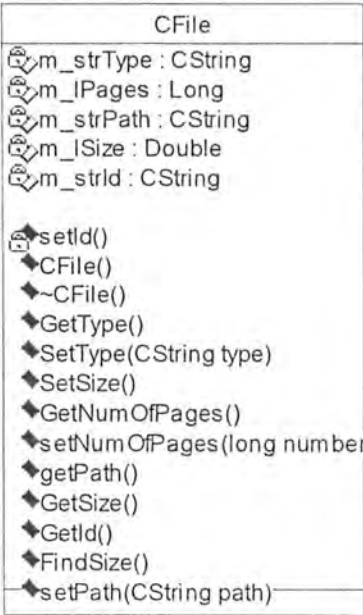 CFile
m_strType : CString
m_lPages : Long
m_strPath : CString
m_lSize : Double
m_strId : CString
setId()
CFile()
~CFile()
GetType()
SetType(CString type)
SetSize()
GetNumOfPages()
setNumOfPages(long number
getPath()
GetSize()
GetId()
FindSize()
setPath(CString path)